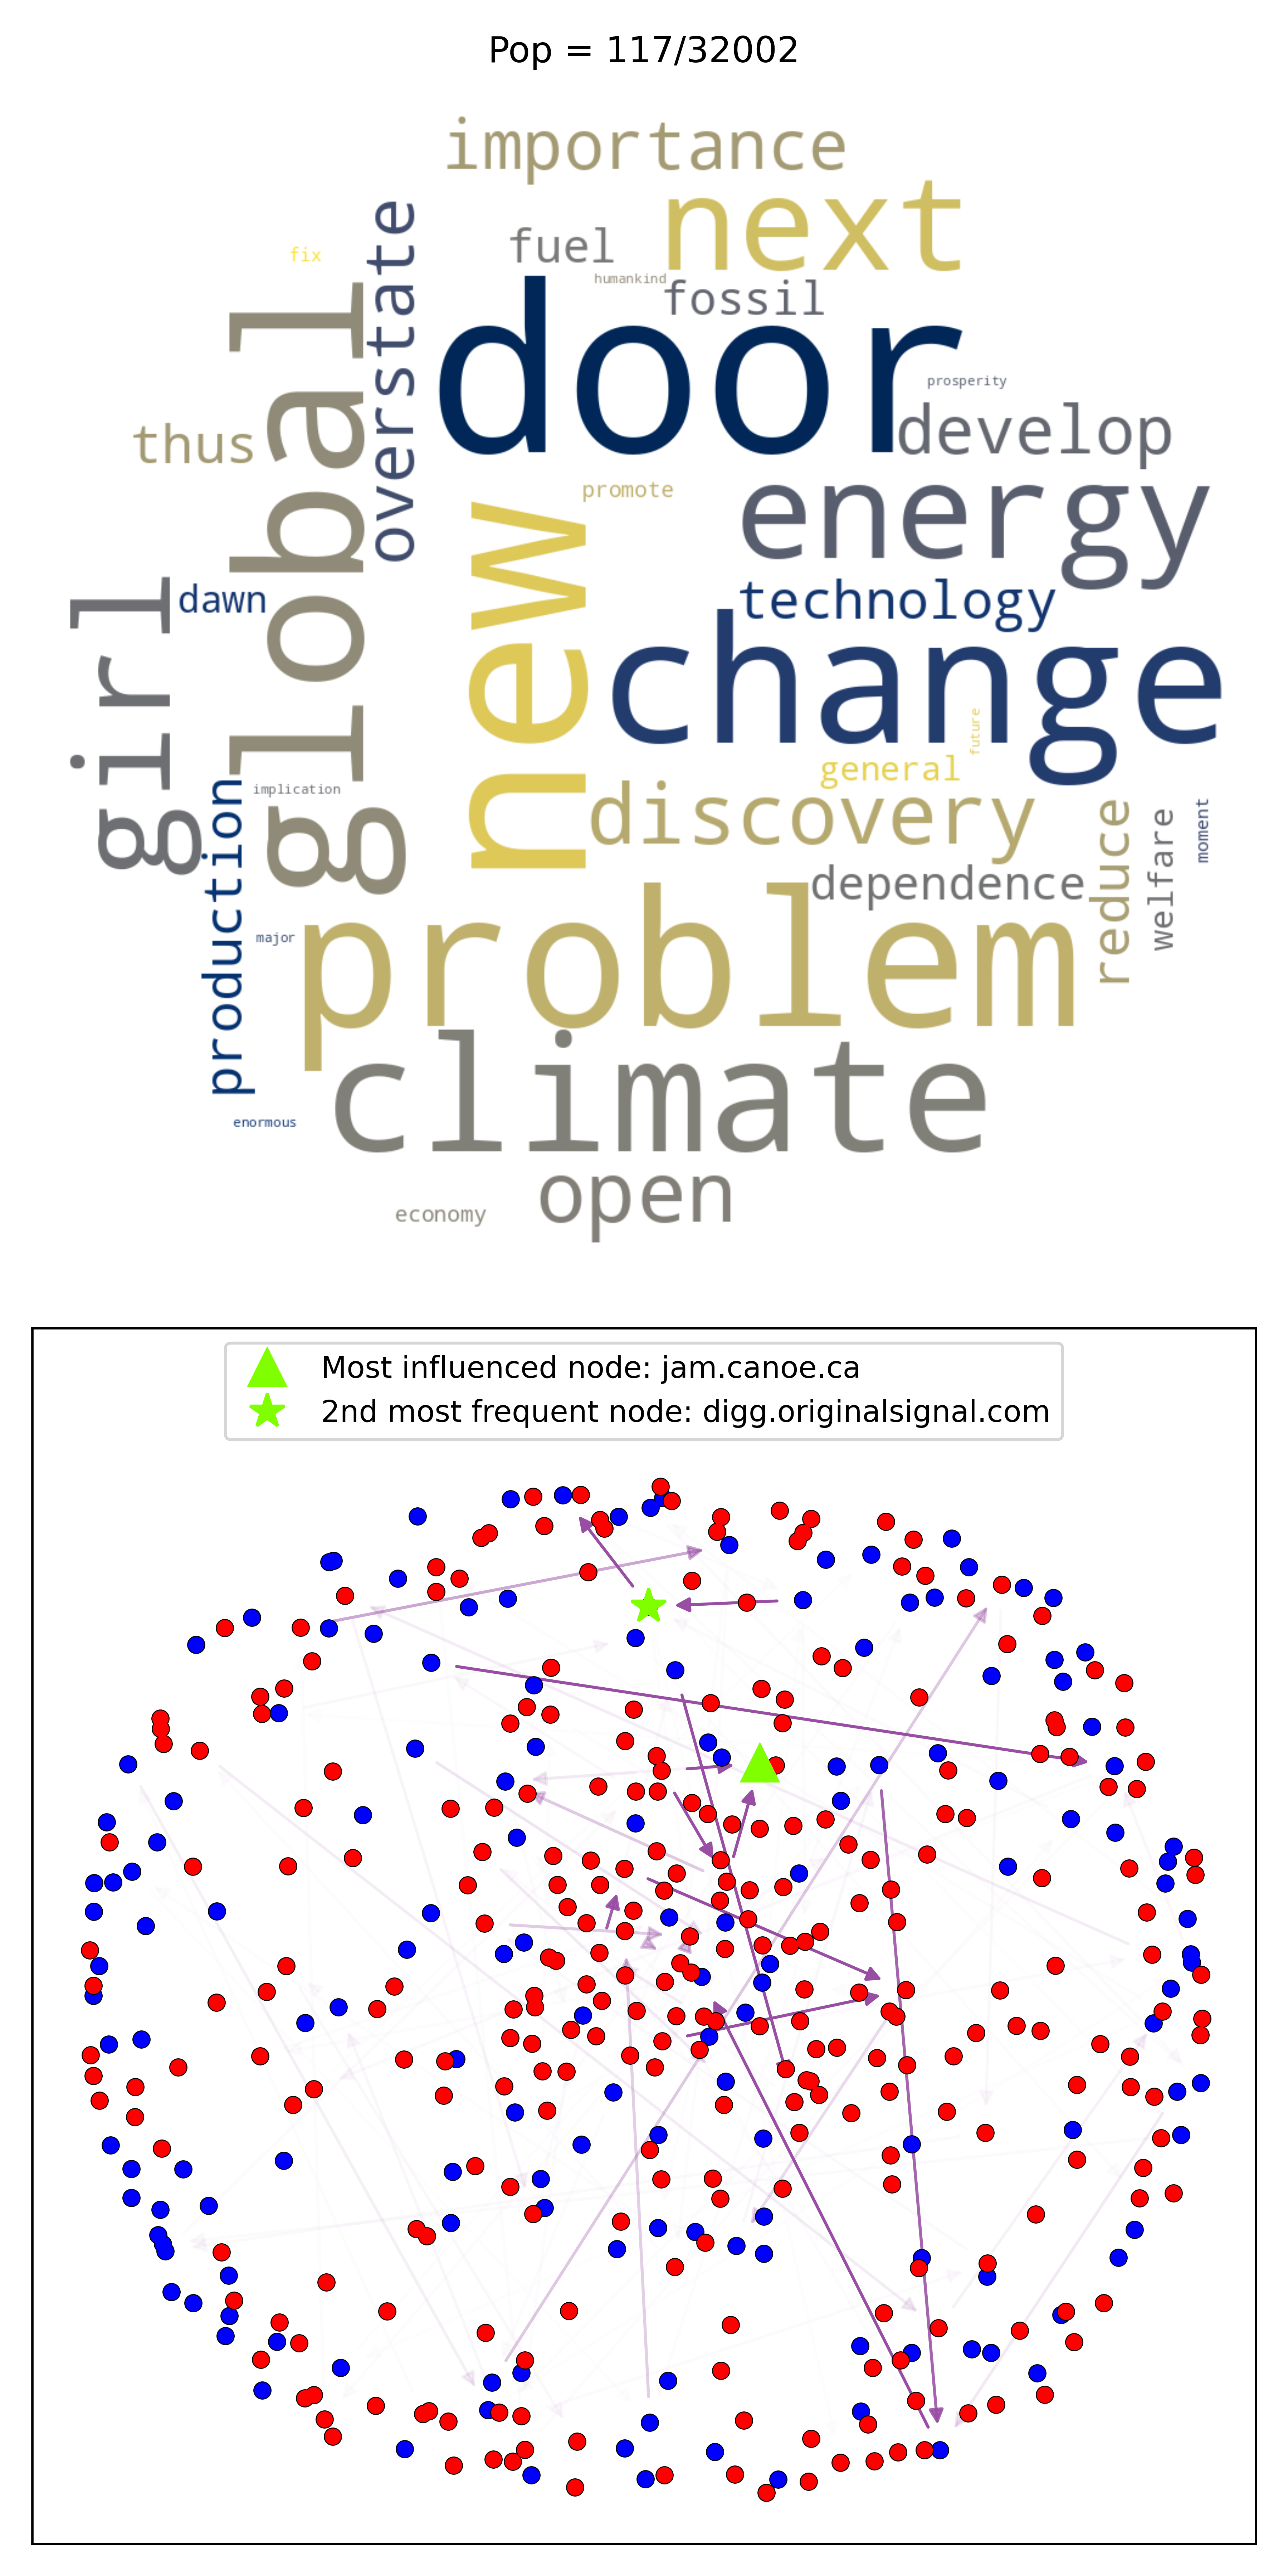 Pop = 117/32002
importance
next
fuel
overstate
fix
humankind
fossil
door
global
prosperity
develop
thus
promote
energy
new
girl
dawn
technology
change
future
general
implication
production
discovery
reduce
welfare
moment
dependence
problem
major
climate
enormous
open
economy
Most influenced node: jam.canoe.ca
2nd most frequent node: digg.originalsignal.com